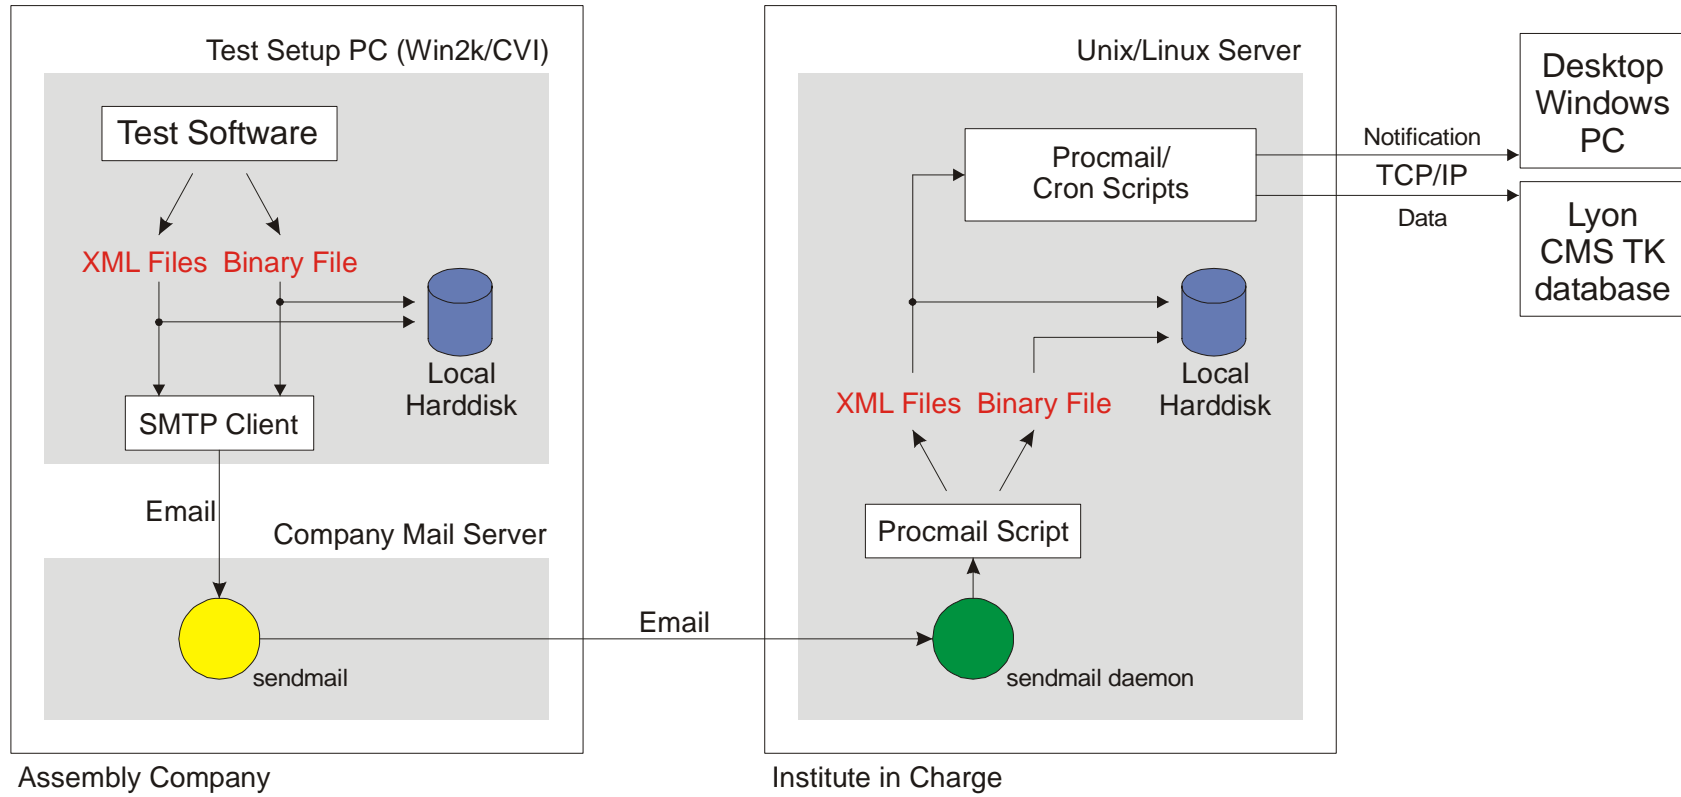 Test Setup PC (Win2k/CVI)
Test Software
XML Files
Binary File
Local
Harddisk
SMTP Client
Email
Company Mail Server
sendmail
Assembly Company
Email
Unix/Linux Server
Procmail/
Cron Scripts
XML Files
Binary File
Local
Harddisk
Procmail Script
sendmail daemon
Institute in Charge
Notification
TCP/IP
Data
Desktop
Windows
PC
Lyon
CMS TK
database